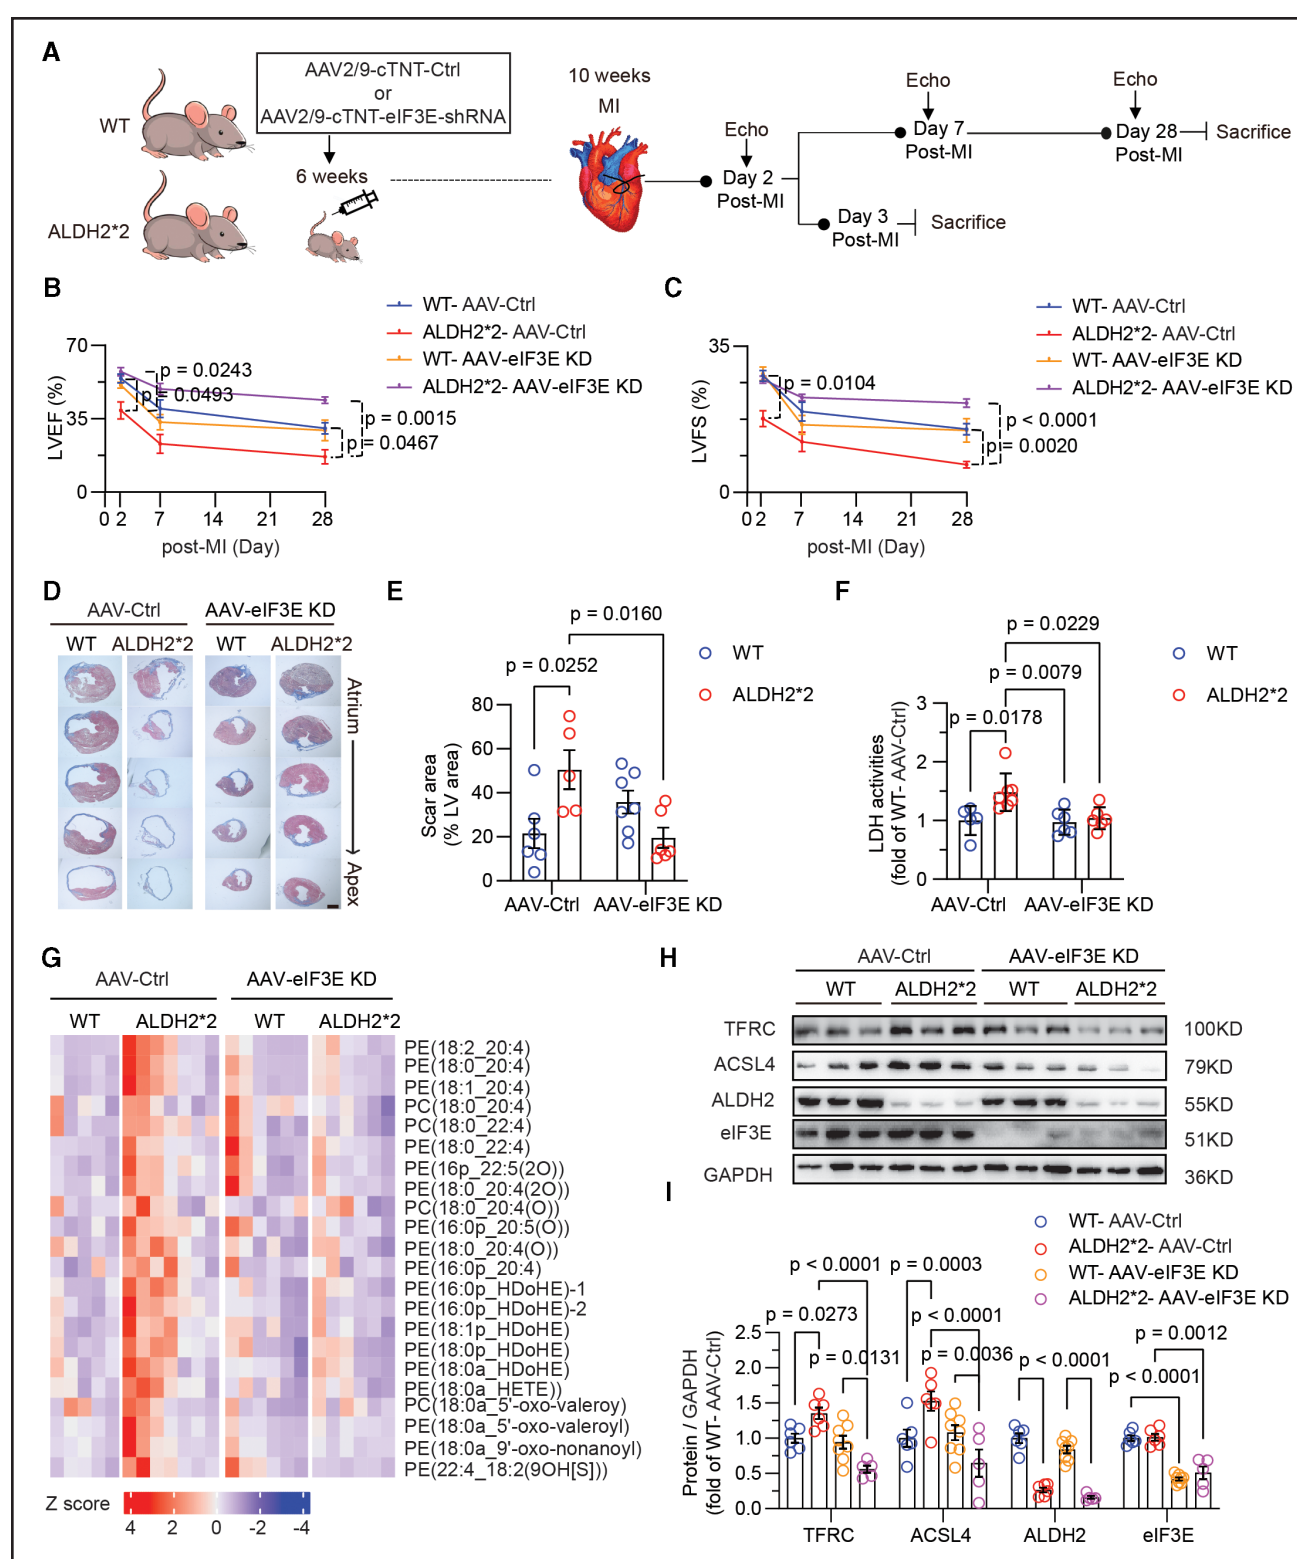 A
WT
ALDH2*2
AAV2/9-cTNT-Ctrl
or
AAV2/9-cTNT-eIF3E-shRNA
6 weeks
10 weeks
MI
Echo
Day 2
Post-MI
Echo
Day 7
Post-MI
Echo
Day 28
Post-MI
Sacrifice
Day 3
Post-MI
Sacrifice
B
WT- AAV-Ctrl
ALDH2*2- AAV-Ctrl
WT- AAV-eIF3E KD
ALDH2*2- AAV-eIF3E KD
LVEF (%)
70
35
0
p = 0.0243
p = 0.0493
p = 0.0015
p = 0.0467
0 2 7 14 21 28
post-MI (Day)
C
WT- AAV-Ctrl
ALDH2*2- AAV-Ctrl
WT- AAV-eIF3E KD
ALDH2*2- AAV-eIF3E KD
LVFS (%)
35
0
p = 0.0104
p < 0.0001
p = 0.0020
0 2 7 14 21 28
post-MI (Day)
D
AAV-Ctrl
AAV-eIF3E KD
WT ALDH2*2 WT ALDH2*2
Atrium
Apex
E
p = 0.0160
p = 0.0252
WT
ALDH2*2
Scar area
(% LV area)
80
60
40
20
0
AAV-Ctrl AAV-eIF3E KD
F
p = 0.0229
p = 0.0079
p = 0.0178
WT
ALDH2*2
LDH activities
(fold of WT- AAV-Ctrl)
3
2
1
0
AAV-Ctrl AAV-eIF3E KD
G
AAV-Ctrl AAV-eIF3E KD
WT ALDH2*2 WT ALDH2*2
PE(18:2_20:4)
PE(18:0_20:4)
PE(18:1_20:4)
PC(18:0_20:4)
PC(18:0_22:4)
PE(18:0_22:4)
PE(16p_22:5(2O))
PE(18:0_20:4(2O))
PC(18:0_20:4(O))
PE(16:0p_20:5(O))
PE(18:0_20:4(O))
PE(16:0p_20:4)
PE(16:0p_HDoHE)-1
PE(16:0p_HDoHE)-2
PE(18:1p_HDoHE)
PE(18:0p_HDoHE)
PE(18:0a_HDoHE)
PE(18:0a_HETE))
PC(18:0a_5'-oxo-valeroy)
PE(18:0a_5'-oxo-valeroyl)
PE(18:0a_9'-oxo-nonanoyl)
PE(22:4_18:2(9OH[S]))
Z score
4 2 0 -2 -4
H
AAV-Ctrl AAV-eIF3E KD
WT ALDH2*2 WT ALDH2*2
TFRC 100KD
ACSL4 79KD
ALDH2 55KD
eIF3E 51KD
GAPDH 36KD
I
WT- AAV-Ctrl
ALDH2*2- AAV-Ctrl
WT- AAV-eIF3E KD
ALDH2*2- AAV-eIF3E KD
p < 0.0001 p = 0.0003
p = 0.0273 p < 0.0001 p = 0.0012
p = 0.0131 p = 0.0036 p < 0.0001
p < 0.0001
Protein / GAPDH
(fold of WT- AAV-Ctrl)
2.5
2.0
1.5
1.0
0.5
0.0
TFRC ACSL4 ALDH2 eIF3E